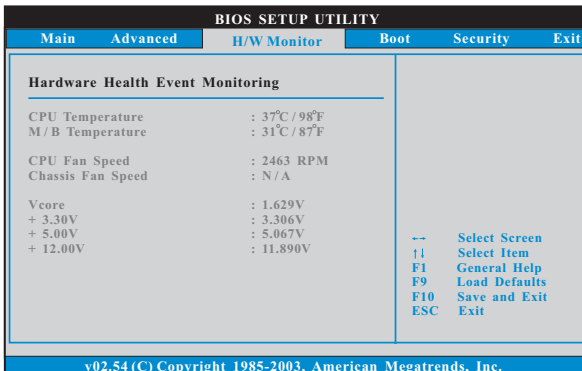 BIOS SETUP UTILITY
Main Advanced H/W Monitor Boot Security Exit
Hardware Health Event Monitoring
CPU Temperature : 37°C / 98°F
M / B Temperature : 31°C / 87°F
CPU Fan Speed : 2463 RPM
Chassis Fan Speed : N / A
Vcore : 1.629V
+ 3.30V : 3.306V
+ 5.00V : 5.067V
+ 12.00V : 11.890V
←→ Select Screen
↑↓ Select Item
F1 General Help
F9 Load Defaults
F10 Save and Exit
ESC Exit
v02.54 (C) Copyright 1985-2003, American Megatrends, Inc.